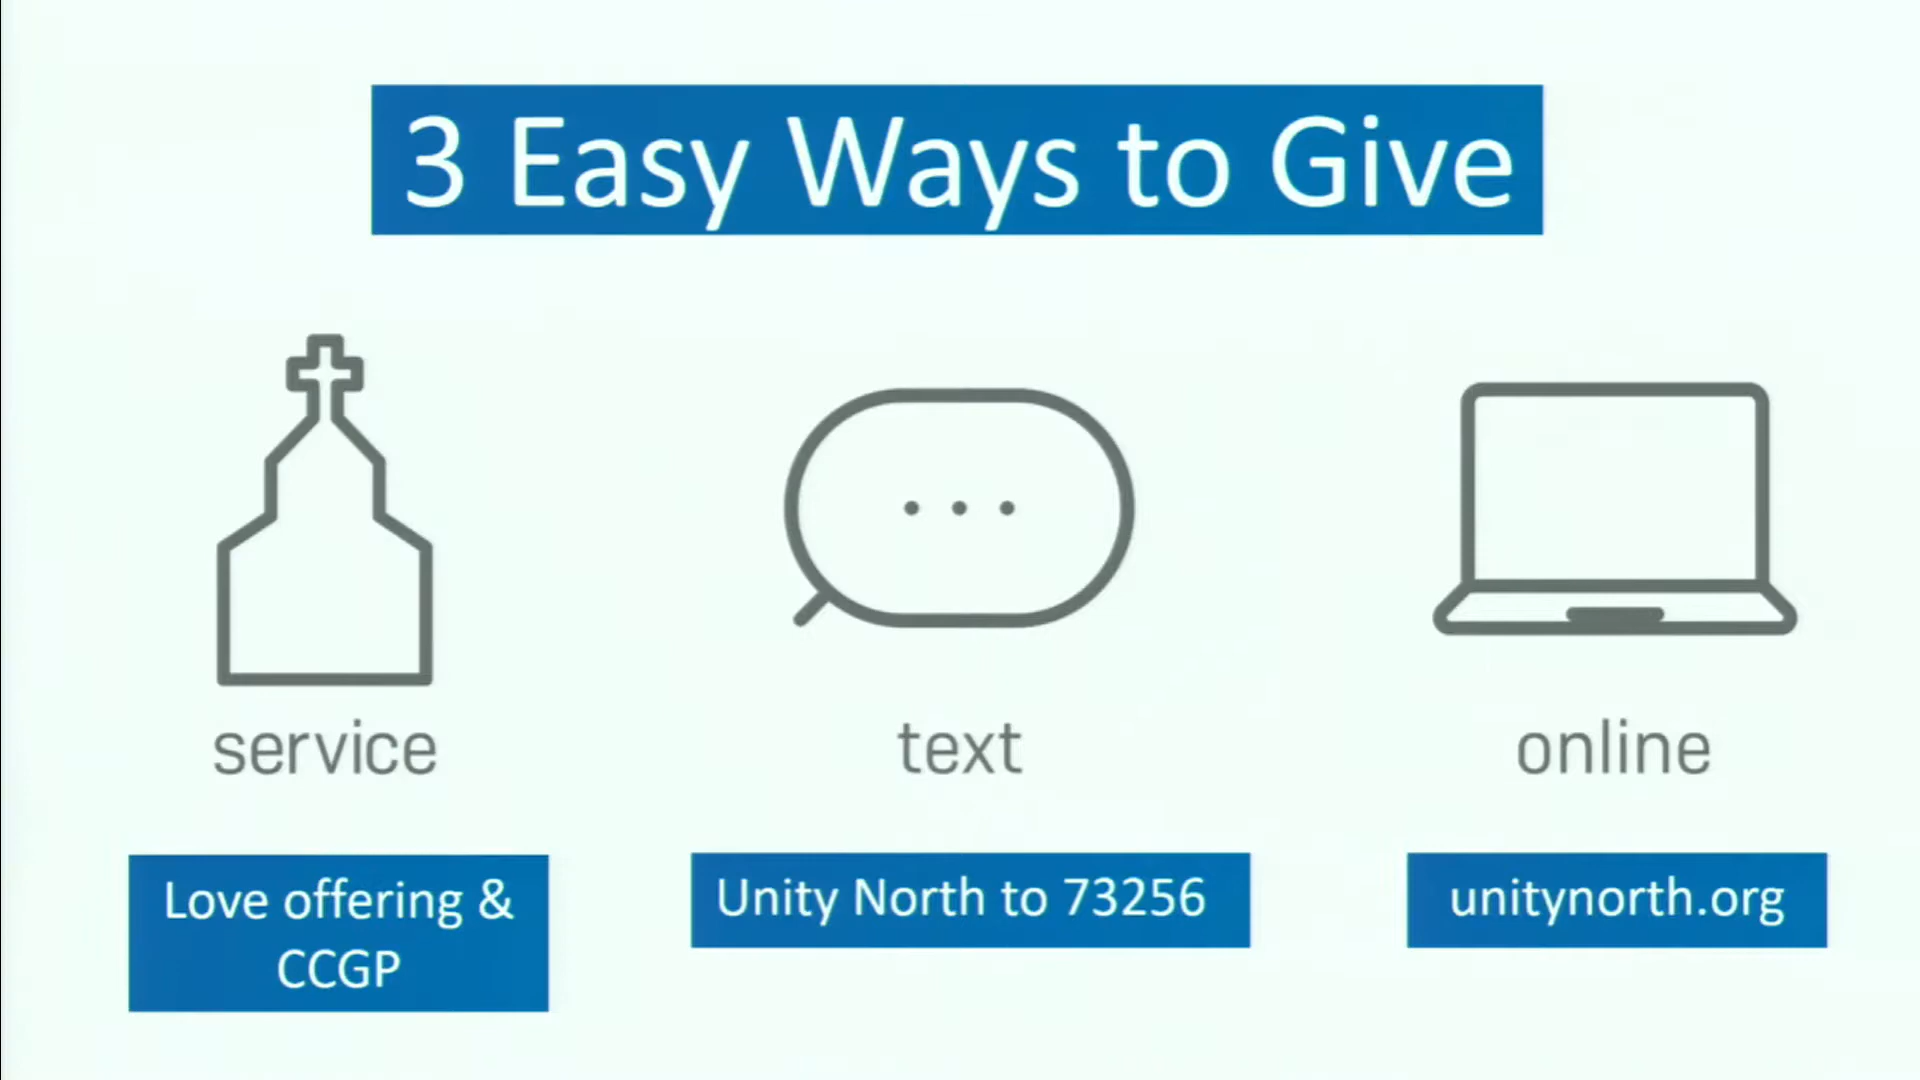 3 Easy Ways to Give
service
text
online
Love offering &
CCGP
Unity North to 73256
unitynorth.org